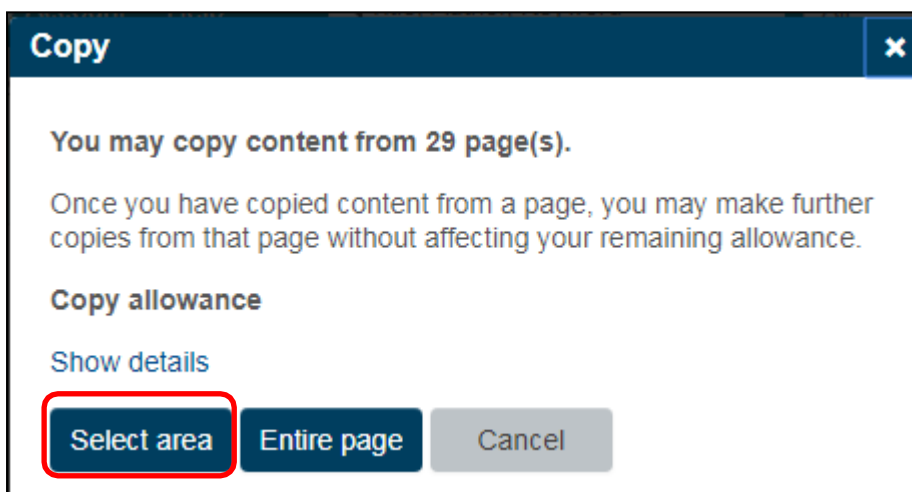 Copy
You may copy content from 29 page(s).
Once you have copied content from a page, you may make further
copies from that page without affecting your remaining allowance.
Copy allowance
Show details
Select area Entire page Cancel